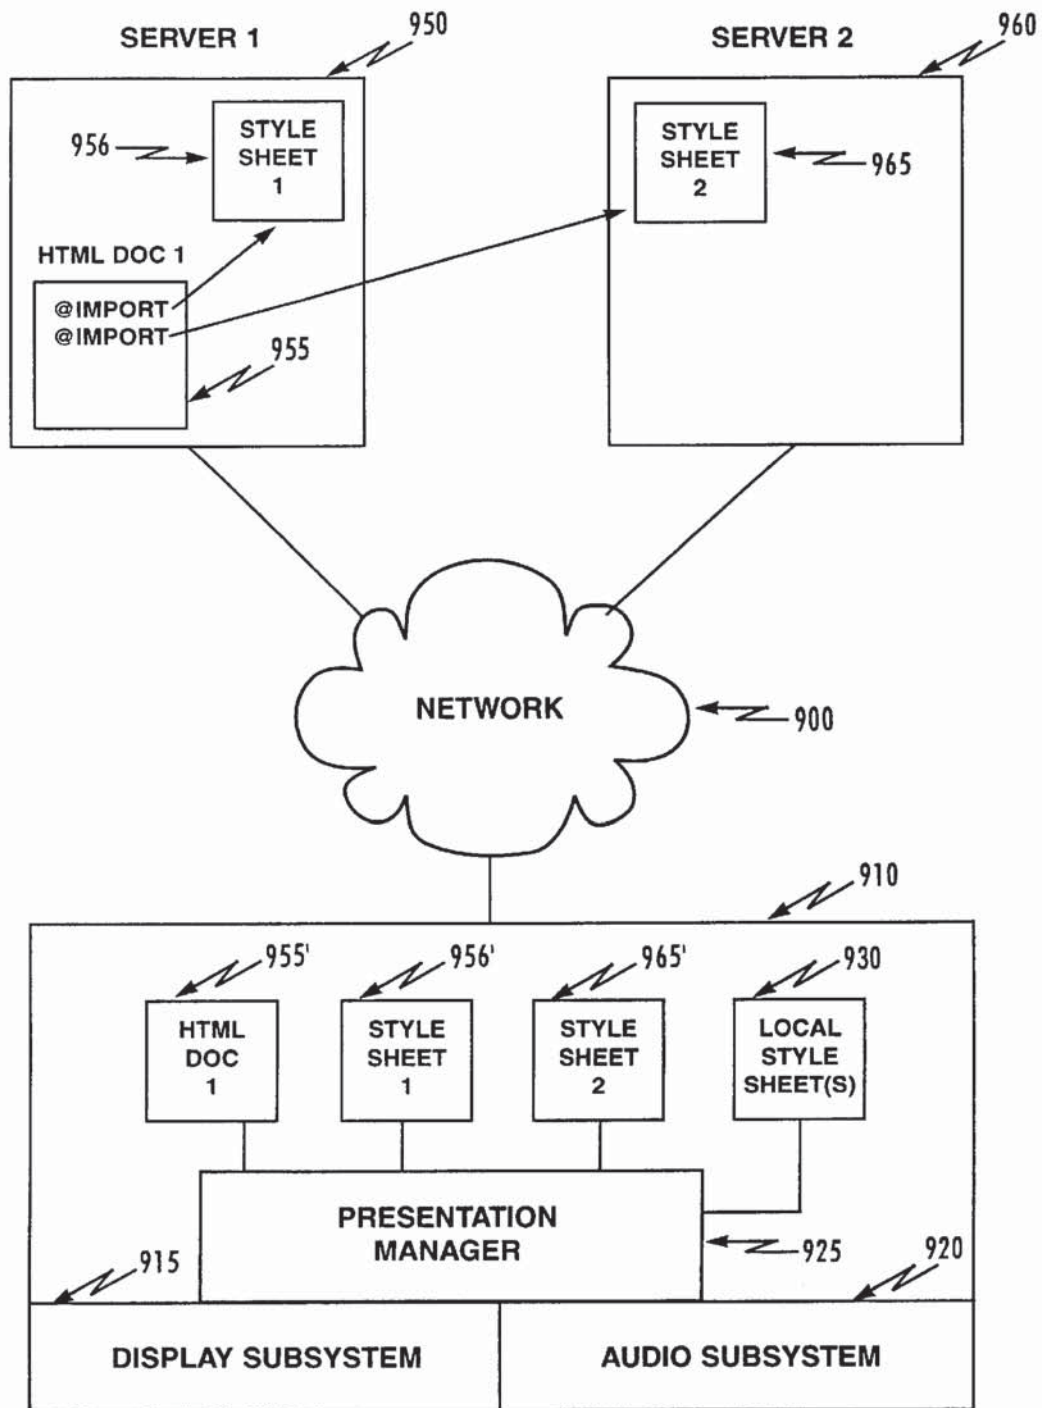 SERVER 1
950
SERVER 2
960
STYLE
SHEET
1
956
STYLE
SHEET
2
965
HTML DOC 1
@IMPORT
@IMPORT
955
NETWORK
900
910
955'
956'
965'
930
HTML
DOC
1
STYLE
SHEET
1
STYLE
SHEET
2
LOCAL
STYLE
SHEET(S)
PRESENTATION
MANAGER
925
915
920
DISPLAY SUBSYSTEM
AUDIO SUBSYSTEM